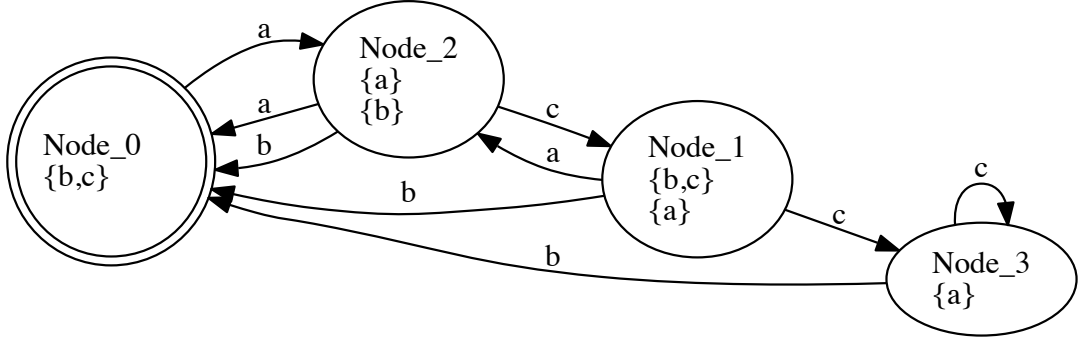 a
Node_2
{a}
{b}
a
b
c
a
Node_0
{b,c}
Node_1
{b,c}
{a}
b
c
c
b
Node_3
{a}